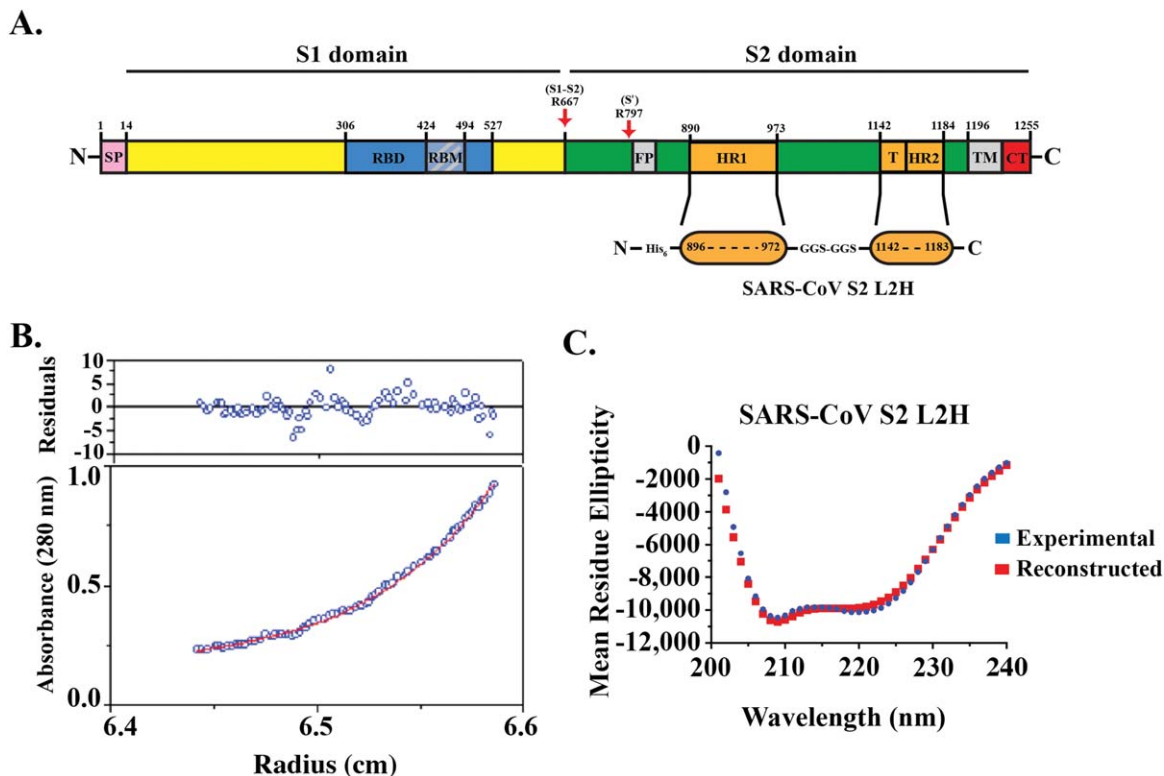 A.
S1 domain
S2 domain
(S1-S2)
R667
(S')
R797
1 14 306 424 494 527 890 973 1142 1184 1196 1255
N SP RBD RBM FP HR1 T HR2 TM CT C
N His6 896 972 GGS-GGS 1142 1183 C
SARS-CoV S2 L2H
B.
Residuals
10
5
0
-5
-10
Absorbance (280 nm)
1.0
0.5
0.0
6.4 6.5 6.6
Radius (cm)
C.
SARS-CoV S2 L2H
Mean Residue Ellipticity
0
-2000
-4000
-6000
-8000
-10,000
-12,000
200 210 220 230 240
Wavelength (nm)
Experimental
Reconstructed